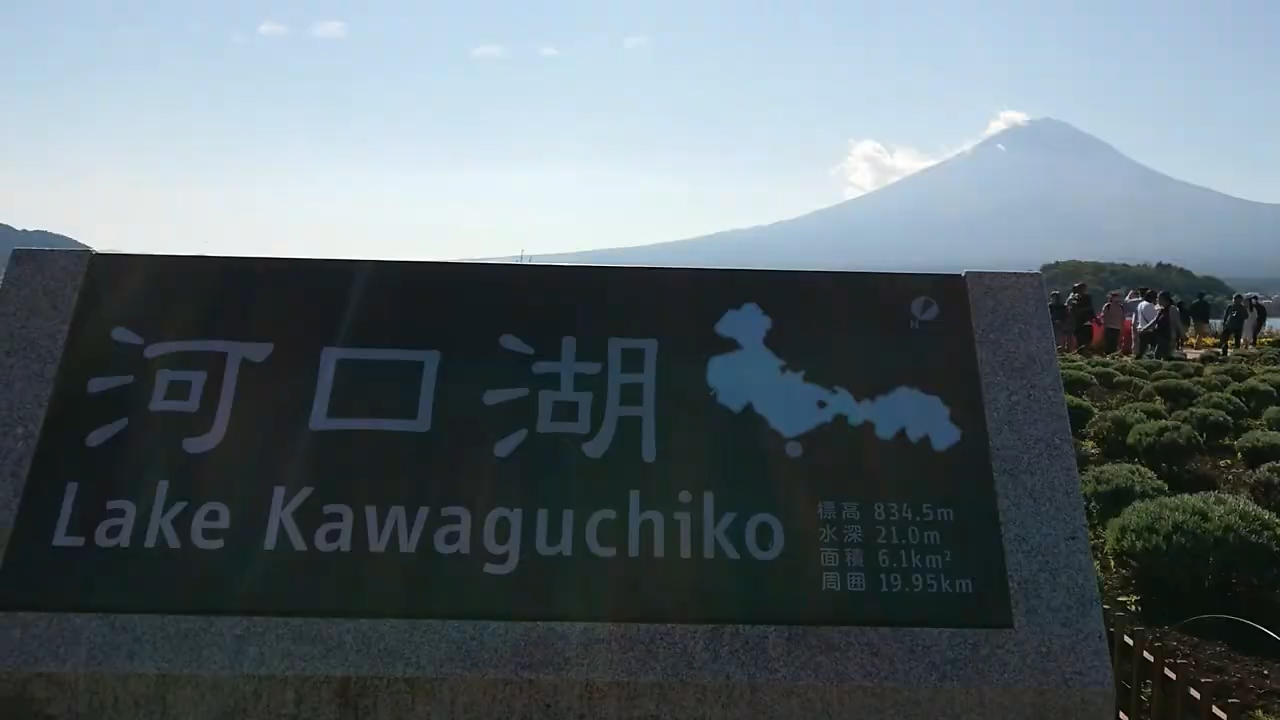 河口湖
Lake Kawaguchiko
N
標高 834.5m
水深 21.0m
面積 6.1km²
周囲 19.95km